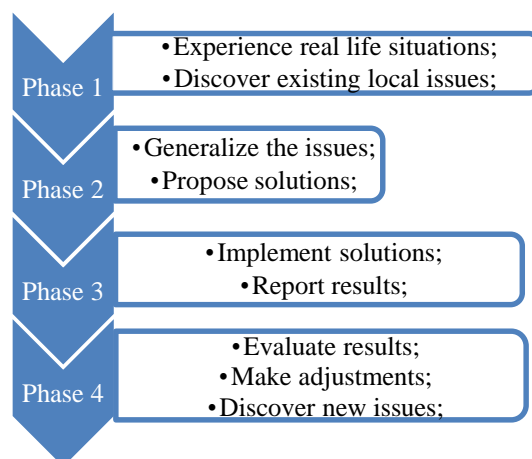 Phase 1
•Experience real life situations;
•Discover existing local issues;
Phase 2
•Generalize the issues;
•Propose solutions;
Phase 3
•Implement solutions;
•Report results;
Phase 4
•Evaluate results;
•Make adjustments;
•Discover new issues;